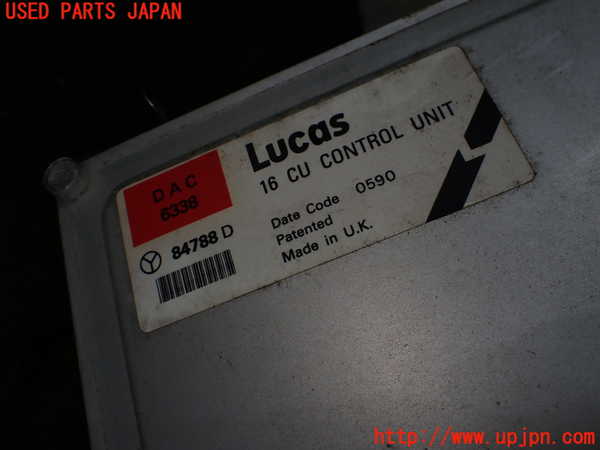 USED PARTS JAPAN
Lucas
16 CU CONTROL UNIT
DAC
6338
84788 D
Date Code 0590
Patented
Made in U.K.
http://www.upjpn.com/